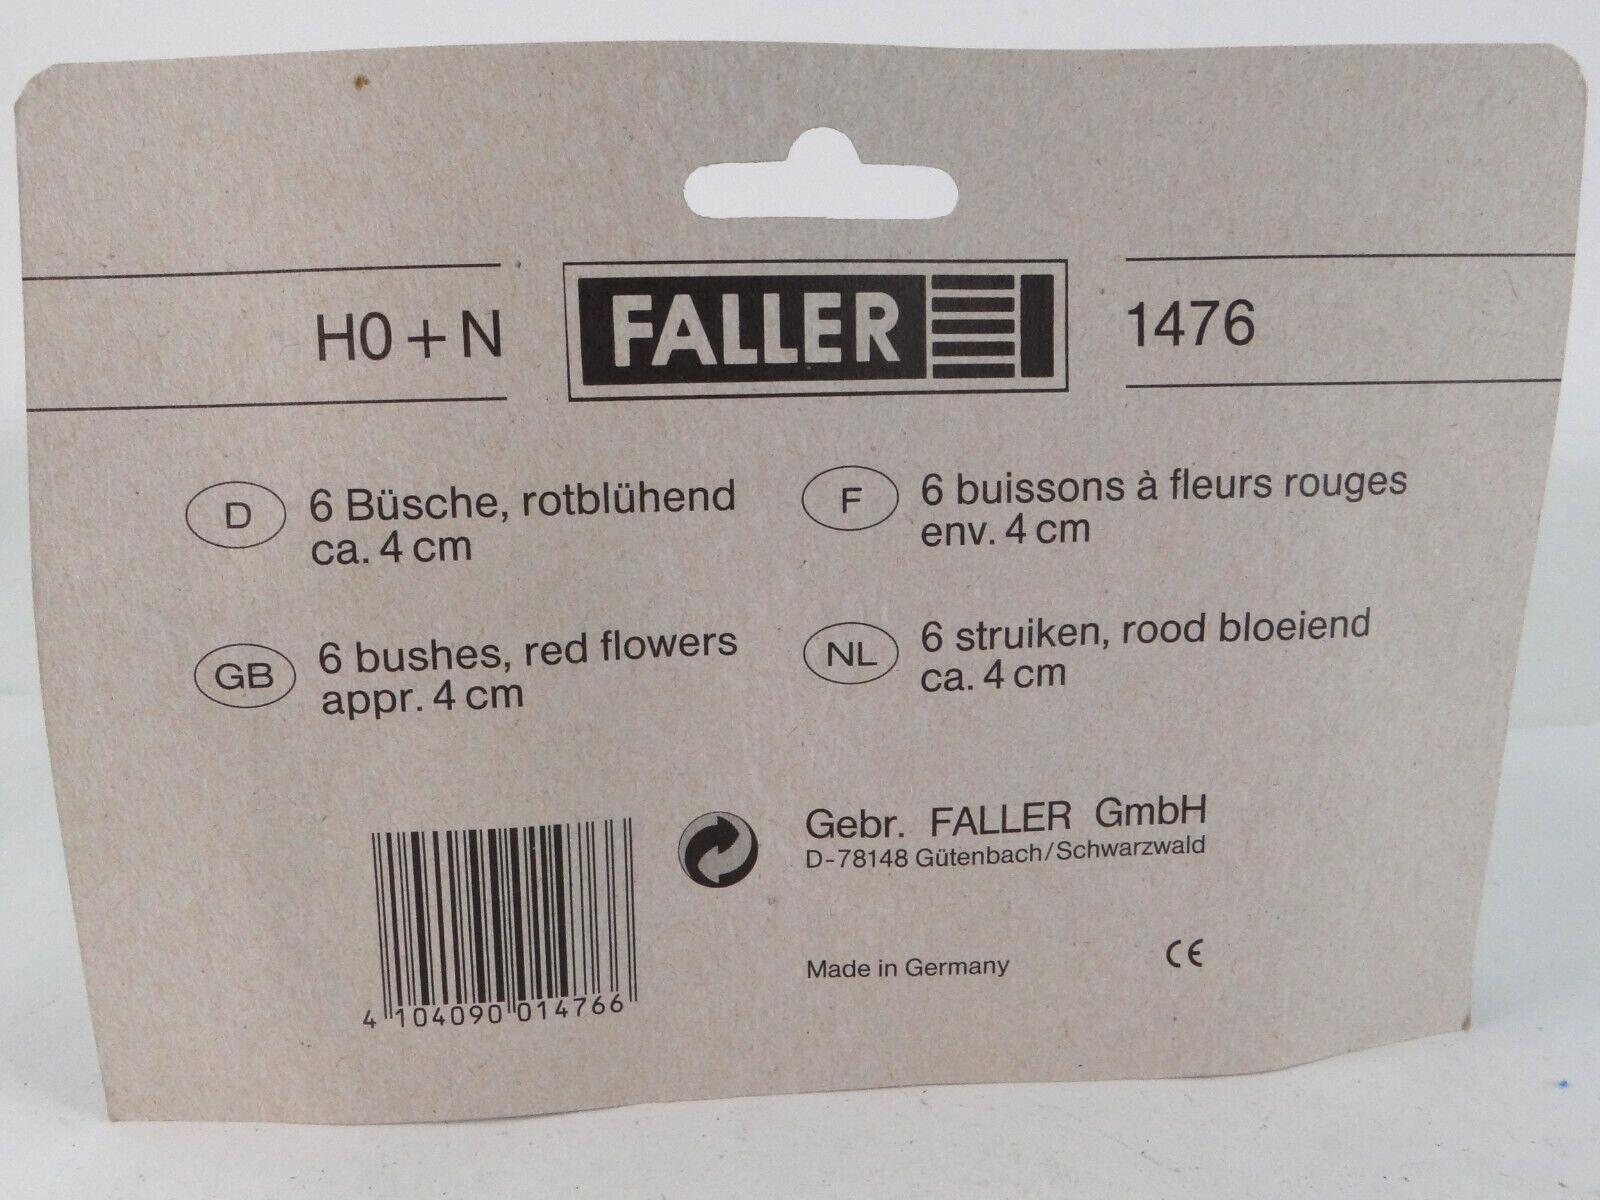 H0 + N
FALLER
1476
D
6 Büsche, rotblühend
ca. 4 cm
F
6 buissons à fleurs rouges
env. 4 cm
GB
6 bushes, red flowers
appr. 4 cm
NL
6 struiken, rood bloeiend
ca. 4 cm
4 104090 014766
Gebr. FALLER GmbH
D-78148 Gütenbach/Schwarzwald
Made in Germany
CE